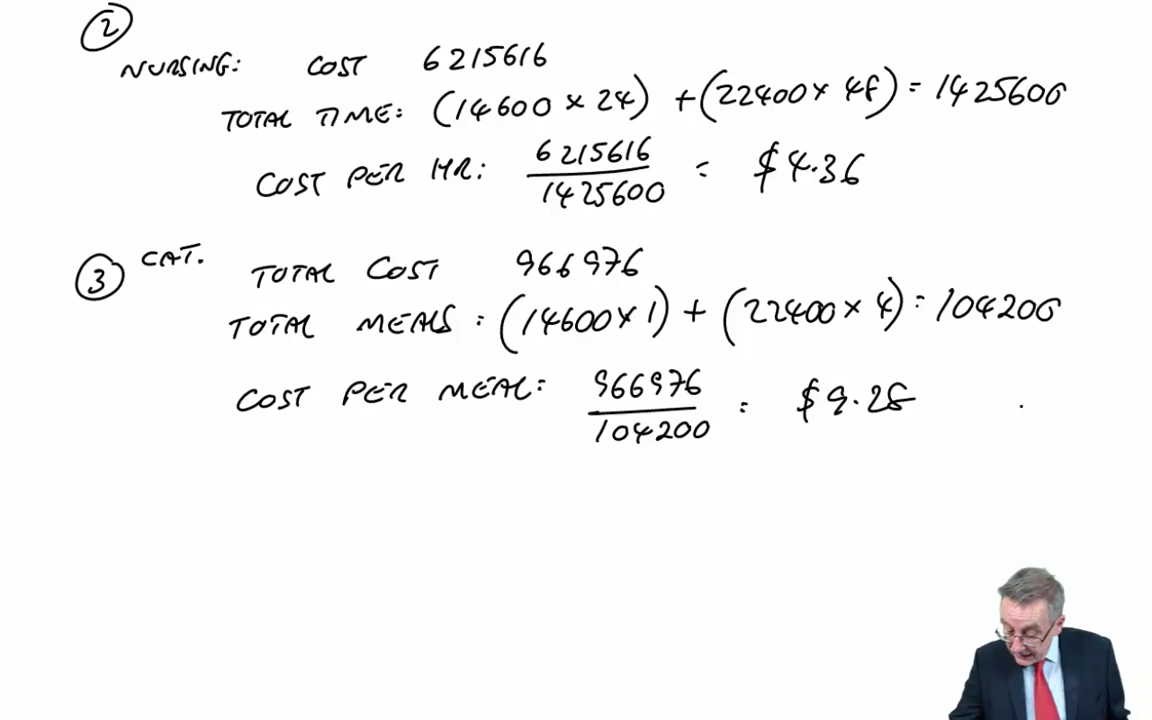 ②
NURSING: COST 6215616
TOTAL TIME: (14600 × 24) + (22400 × 48) = 1425600
COST PER HR: 6215616 / 1425600 = $4.36
③ CAT. TOTAL COST 966976
TOTAL MEALS : (14600 × 1) + (22400 × 4) = 104200
COST PER MEAL: 966976 / 104200 = $9.28